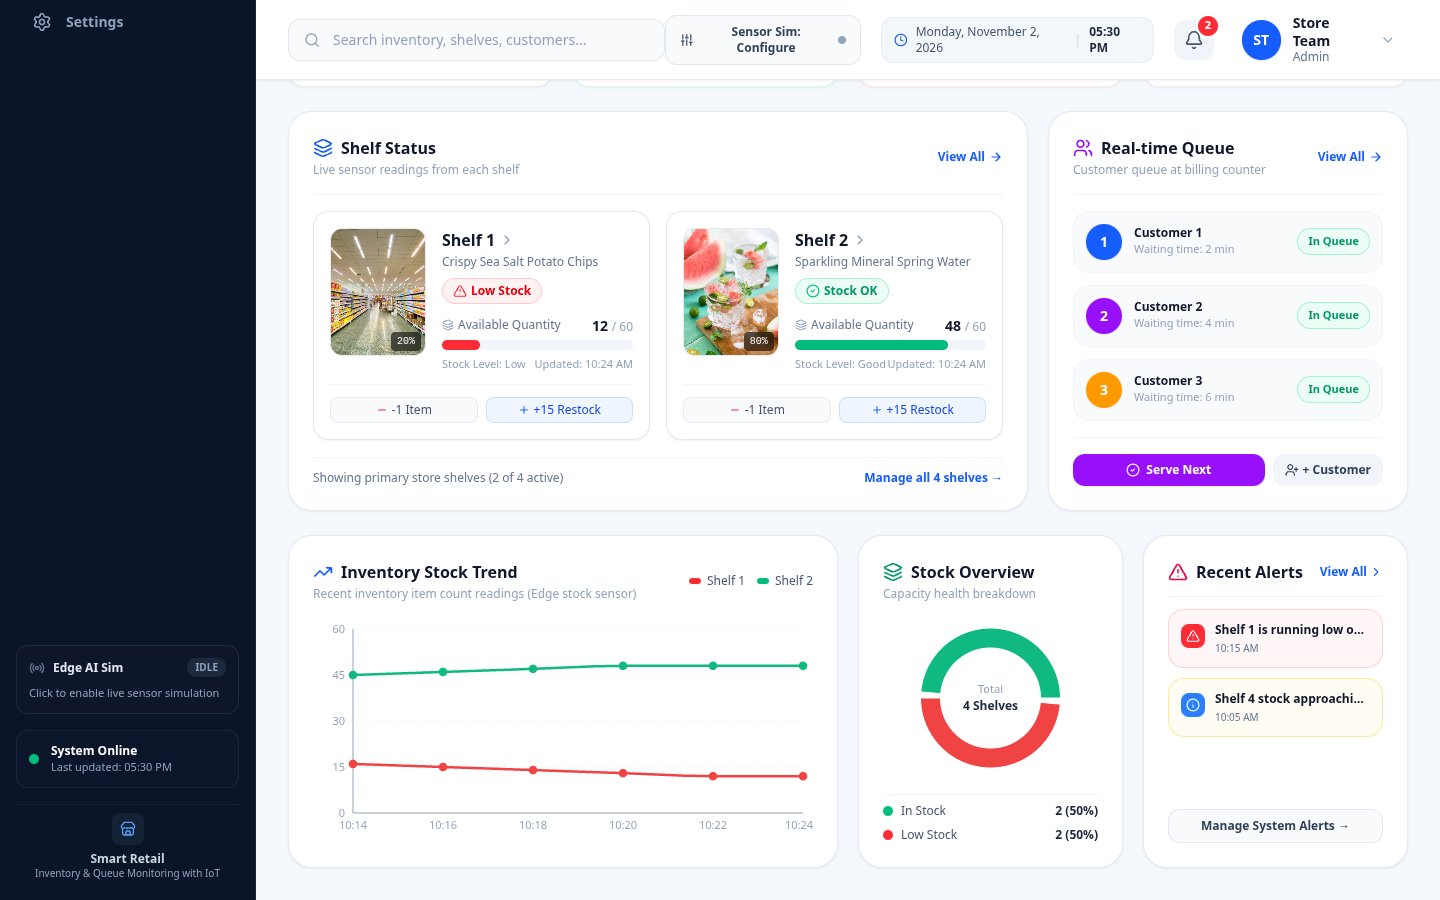 Settings
Edge AI Sim
IDLE
Click to enable live sensor simulation
System Online
Last updated: 05:30 PM
Smart Retail
Inventory & Queue Monitoring with IoT
Search inventory, shelves, customers...
Sensor Sim:
Configure
Monday, November 2,
2026
05:30
PM
2
ST
Store
Team
Admin
Shelf Status
Live sensor readings from each shelf
View All →
Shelf 1
Crispy Sea Salt Potato Chips
Low Stock
Available Quantity
12 / 60
20%
Stock Level: Low
Updated: 10:24 AM
-1 Item
+15 Restock
Shelf 2
Sparkling Mineral Spring Water
Stock OK
Available Quantity
48 / 60
80%
Stock Level: Good
Updated: 10:24 AM
-1 Item
+15 Restock
Showing primary store shelves (2 of 4 active)
Manage all 4 shelves →
Real-time Queue
Customer queue at billing counter
View All →
1
Customer 1
Waiting time: 2 min
In Queue
2
Customer 2
Waiting time: 4 min
In Queue
3
Customer 3
Waiting time: 6 min
In Queue
Serve Next
+ Customer
Inventory Stock Trend
Recent inventory item count readings (Edge stock sensor)
Shelf 1
Shelf 2
60
45
30
15
0
10:14
10:16
10:18
10:20
10:22
10:24
Stock Overview
Capacity health breakdown
Total
4 Shelves
In Stock
2 (50%)
Low Stock
2 (50%)
Recent Alerts
View All
Shelf 1 is running low o...
10:15 AM
Shelf 4 stock approachi...
10:05 AM
Manage System Alerts →